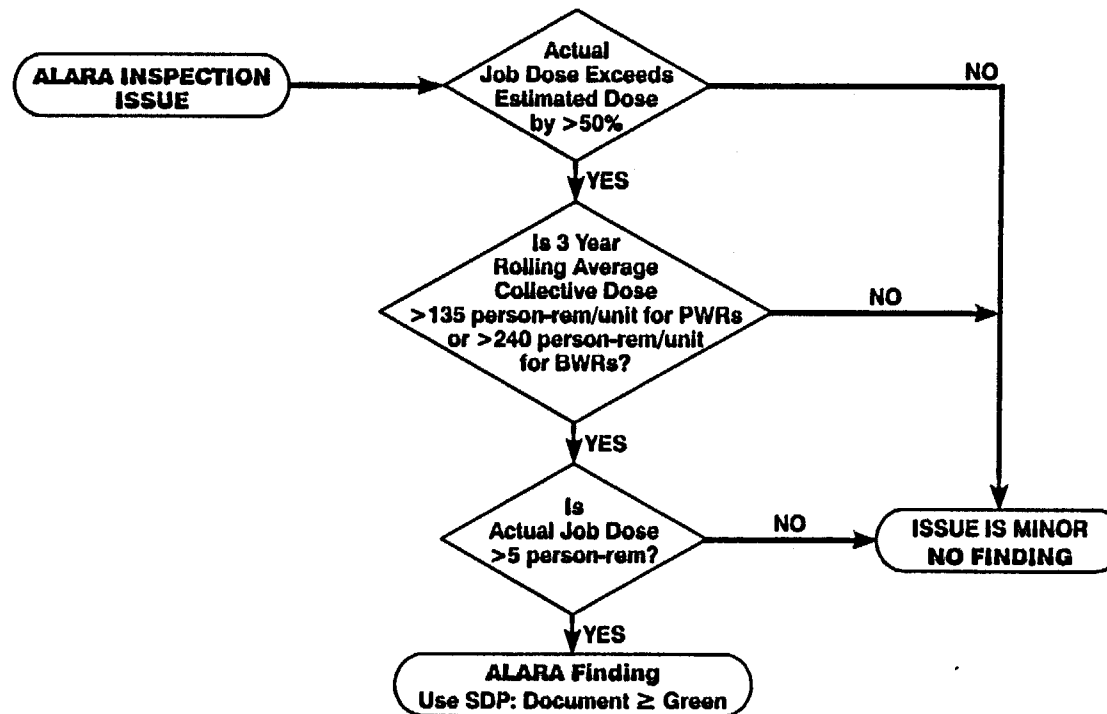 ALARA INSPECTION
ISSUE
Actual
Job Dose Exceeds
Estimated Dose
by >50%
NO
YES
Is 3 Year
Rolling Average
Collective Dose
>135 person-rem/unit for PWRs
or >240 person-rem/unit
for BWRs?
NO
YES
Is
Actual Job Dose
>5 person-rem?
NO
ISSUE IS MINOR
NO FINDING
YES
ALARA Finding
Use SDP: Document ≥ Green